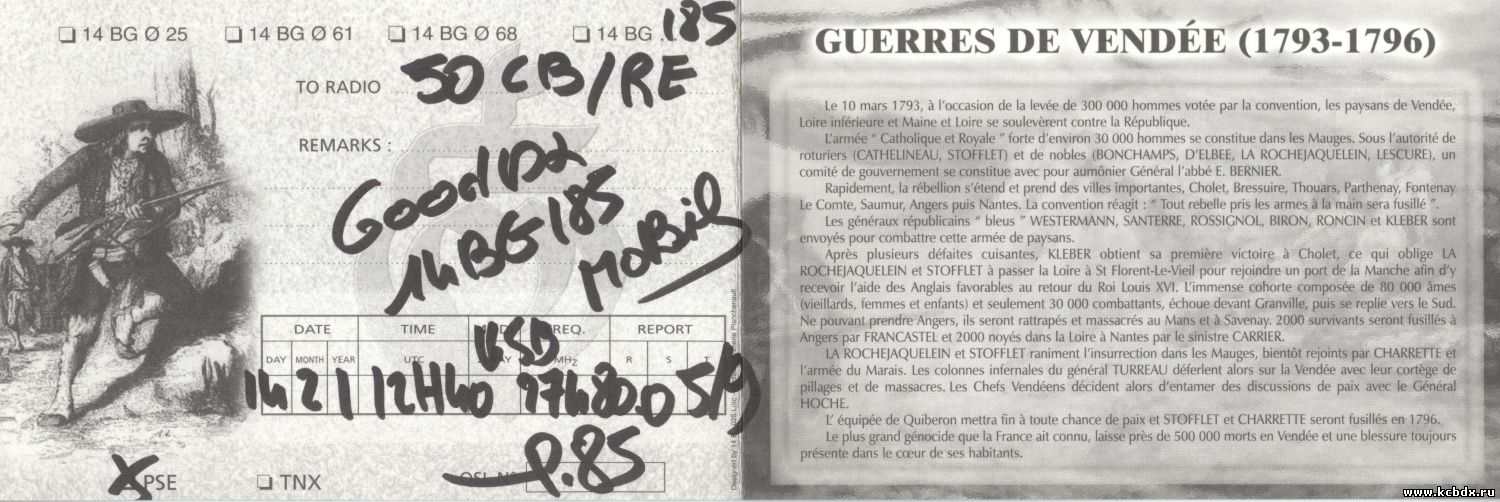 ❏ 14 BG Ø 25 ❏ 14 BG Ø 61 ❏ 14 BG Ø 68 ❏ 14 BG 185
TO RADIO 50 CB/RE
REMARKS :
Good DX
14BG185
MOBIL
DATE TIME MODE FREQ. REPORT
DAY MONTH YEAR UTC WAY MHz R S T
USB
14 2 1 12H40 27480.0 5/9
P.85
PSE ❏ TNX QSL N°
Designed by 14
GUERRES DE VENDÉE (1793-1796)
Le 10 mars 1793, à l'occasion de la levée de 300 000 hommes votée par la convention, les paysans de Vendée,
Loire inférieure et Maine et Loire se soulevèrent contre la République.
L'armée “ Catholique et Royale ” forte d'environ 30 000 hommes se constitue dans les Mauges. Sous l'autorité de
roturiers (CATHELINEAU, STOFFLET) et de nobles (BONCHAMPS, D'ELBEE, LA ROCHEJAQUELEIN, LESCURE), un
comité de gouvernement se constitue avec pour aumônier Général l'abbé E. BERNIER.
Rapidement, la rébellion s'étend et prend des villes importantes, Cholet, Bressuire, Thouars, Parthenay, Fontenay
Le Comte, Saumur, Angers puis Nantes. La convention réagit : “ Tout rebelle pris les armes à la main sera fusillé ”.
Les généraux républicains “ bleus ” WESTERMANN, SANTERRE, ROSSIGNOL, BIRON, RONCIN et KLEBER sont
envoyés pour combattre cette armée de paysans.
Après plusieurs défaites cuisantes, KLEBER obtient sa première victoire à Cholet, ce qui oblige LA
ROCHEJAQUELEIN et STOFFLET à passer la Loire à St Florent-Le-Vieil pour rejoindre un port de la Manche afin d'y
recevoir l'aide des Anglais favorables au retour du Roi Louis XVI. L'immense cohorte composée de 80 000 âmes
(vieillards, femmes et enfants) et seulement 30 000 combattants, échoue devant Granville, puis se replie vers le Sud.
Ne pouvant prendre Angers, ils seront rattrapés et massacrés au Mans et à Savenay. 2000 survivants seront fusillés à
Angers par FRANCASTEL et 2000 noyés dans la Loire à Nantes par le sinistre CARRIER.
LA ROCHEJAQUELEIN et STOFFLET raniment l'insurrection dans les Mauges, bientôt rejoints par CHARRETTE et
l'armée du Marais. Les colonnes infernales du général TURREAU déferlent alors sur la Vendée avec leur cortège de
pillages et de massacres. Les Chefs Vendéens décident alors d'entamer des discussions de paix avec le Général
HOCHE.
L' équipée de Quiberon mettra fin à toute chance de paix et STOFFLET et CHARRETTE seront fusillés en 1796.
Le plus grand génocide que la France ait connu, laisse près de 500 000 morts en Vendée et une blessure toujours
présente dans le cœur de ses habitants.
www.kcbdx.ru